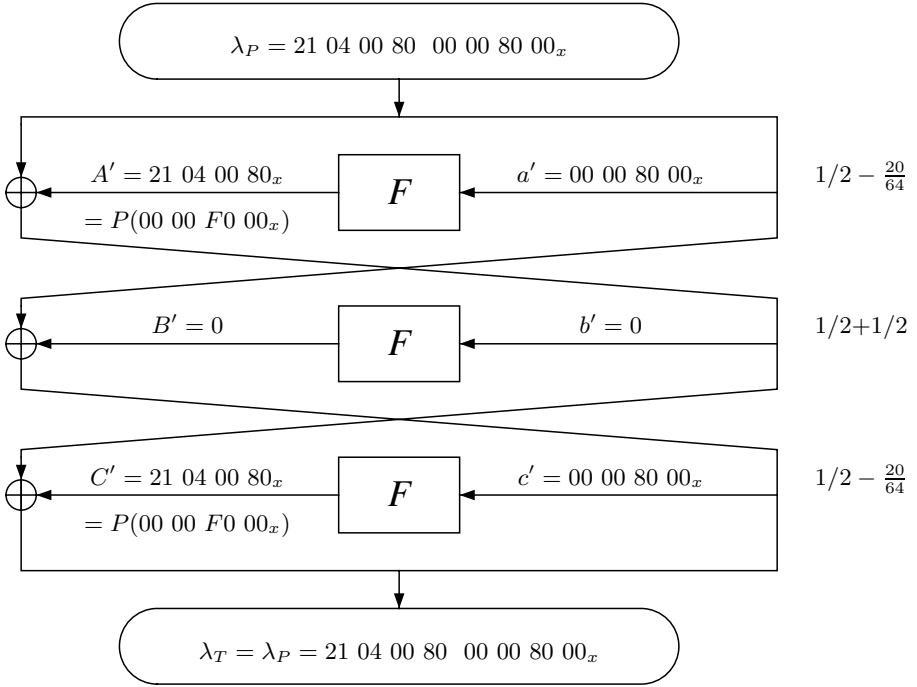 λ_P = 21 04 00 80 00 00 80 00_x
A′ = 21 04 00 80_x F a′ = 00 00 80 00_x 1/2 − 20/64
= P(00 00 F0 00_x)
B′ = 0 F b′ = 0 1/2+1/2
C′ = 21 04 00 80_x F c′ = 00 00 80 00_x 1/2 − 20/64
= P(00 00 F0 00_x)
λ_T = λ_P = 21 04 00 80 00 00 80 00_x